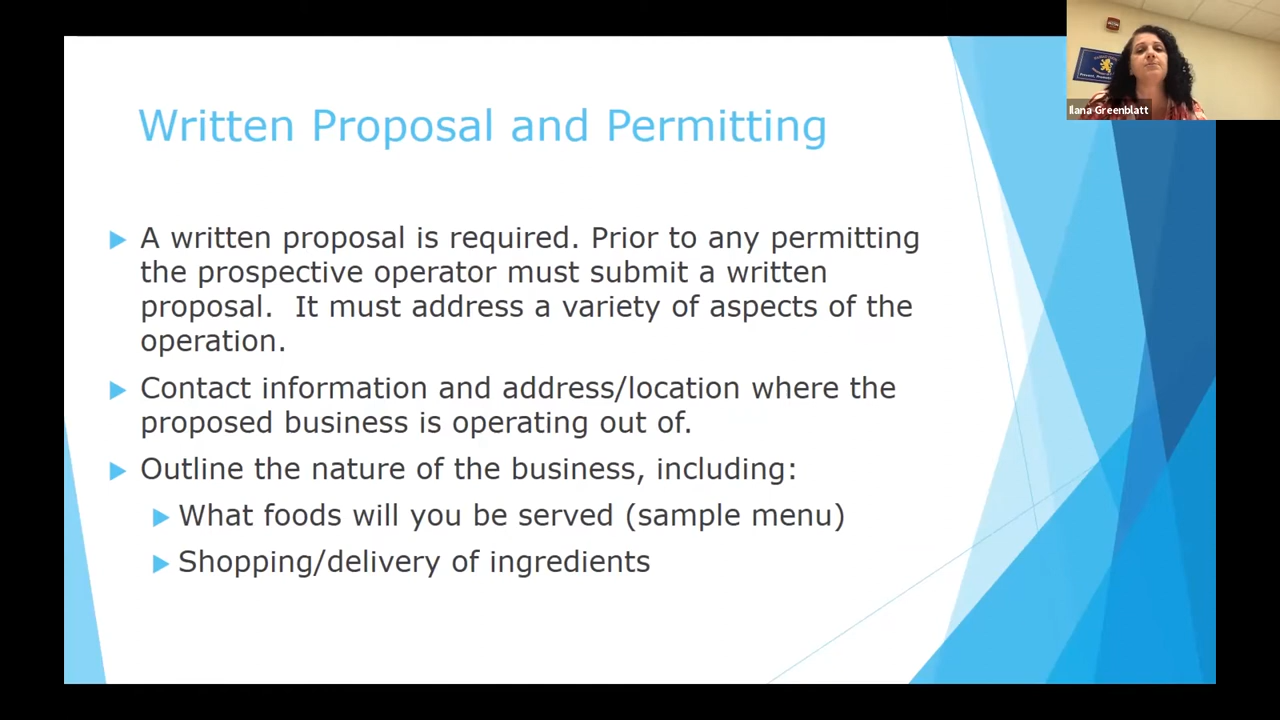 Written Proposal and Permitting
Ilana Greenblatt
A written proposal is required. Prior to any permitting
the prospective operator must submit a written
proposal.  It must address a variety of aspects of the
operation.
Contact information and address/location where the
proposed business is operating out of.
Outline the nature of the business, including:
What foods will you be served (sample menu)
Shopping/delivery of ingredients